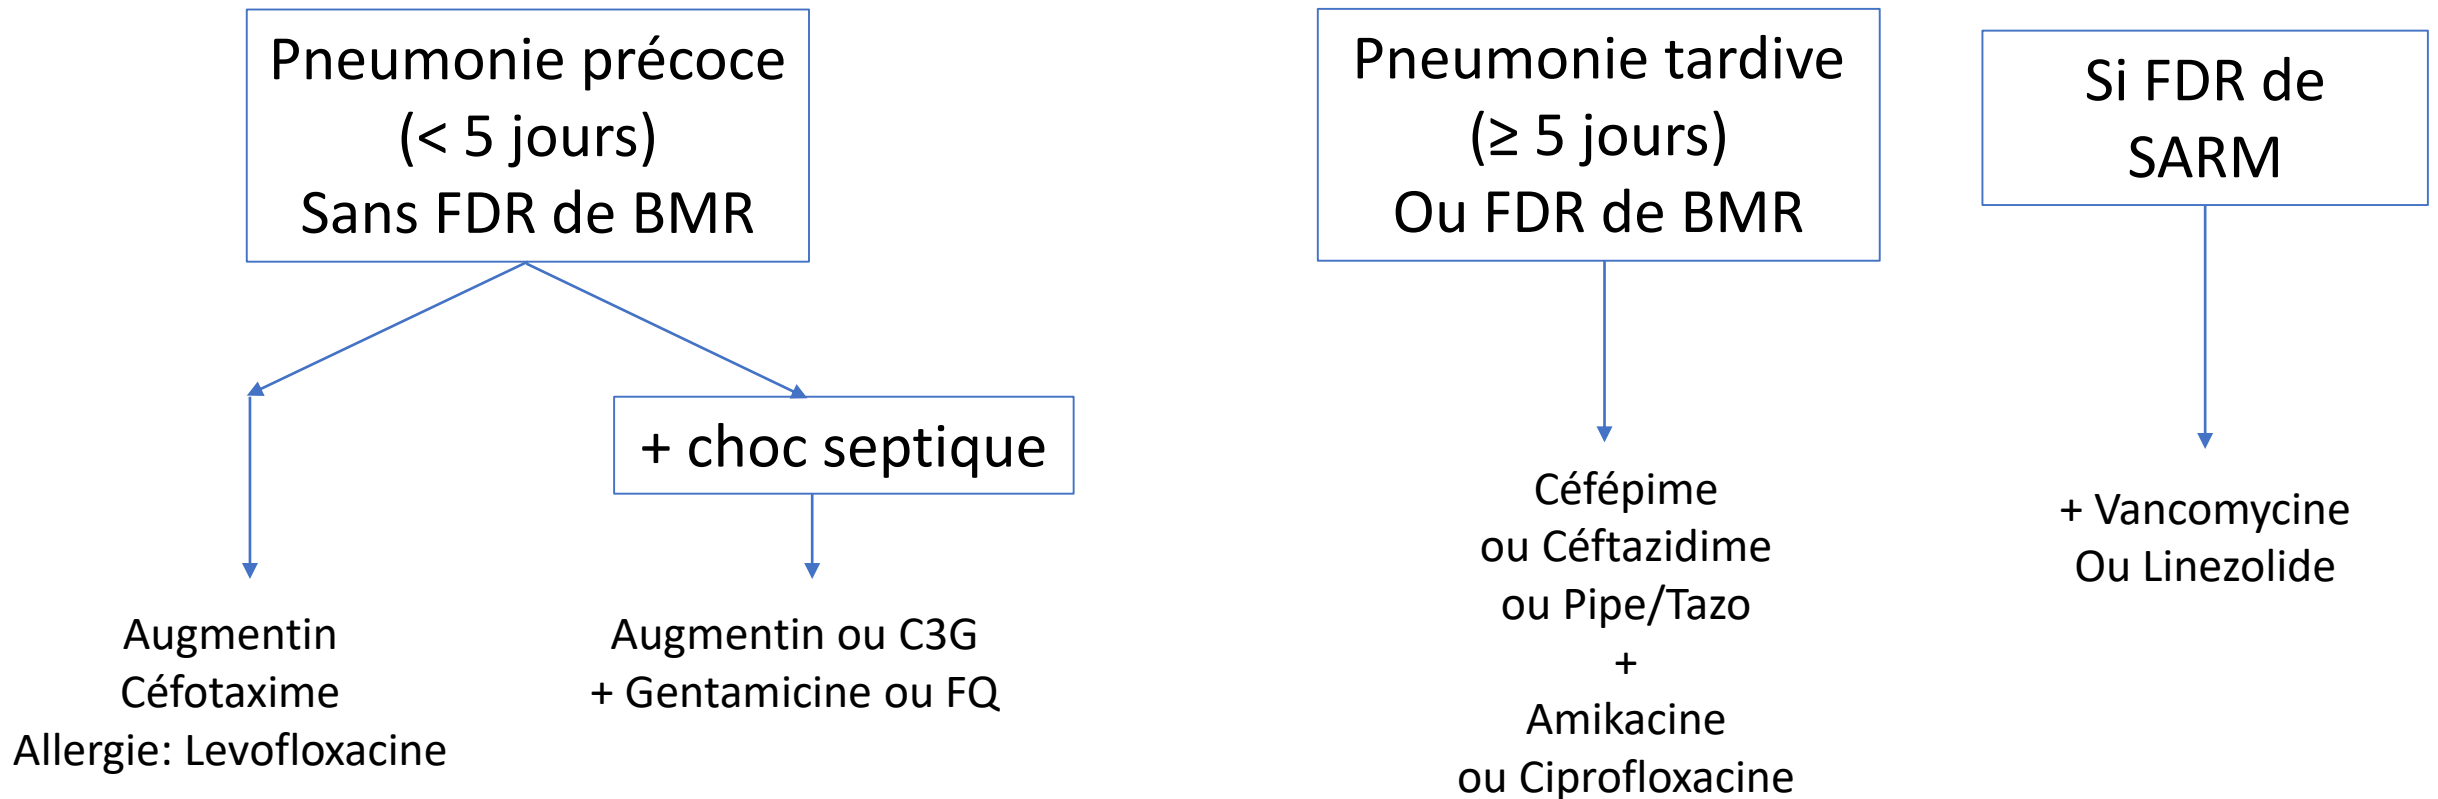 Pneumonie précoce
(< 5 jours)
Sans FDR de BMR
+ choc septique
Augmentin
Céfotaxime
Allergie: Levofloxacine
Augmentin ou C3G
+ Gentamicine ou FQ
Pneumonie tardive
(≥ 5 jours)
Ou FDR de BMR
Céfépime
ou Céftazidime
ou Pipe/Tazo
+
Amikacine
ou Ciprofloxacine
Si FDR de
SARM
+ Vancomycine
Ou Linezolide